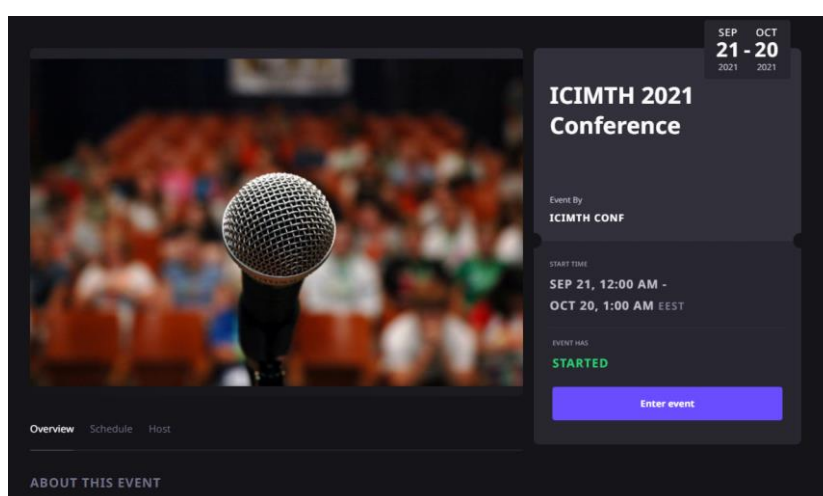 SEP OCT
21 - 20
2021 2021
ICIMTH 2021
Conference
Event By
ICIMTH CONF
START TIME
SEP 21, 12:00 AM -
OCT 20, 1:00 AM EEST
EVENT HAS
STARTED
Enter event
Overview Schedule Host
ABOUT THIS EVENT